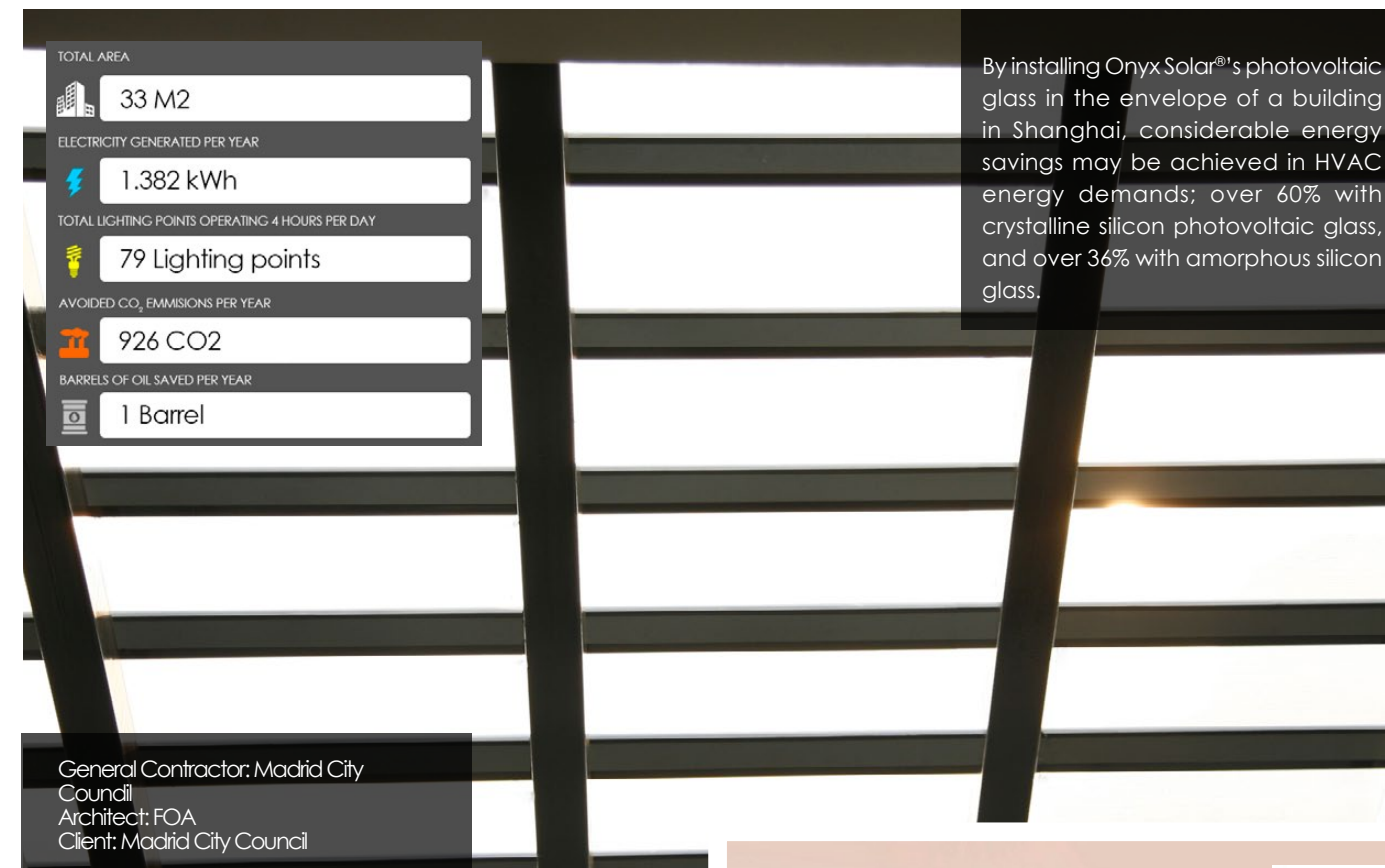 TOTAL AREA
33 M2
ELECTRICITY GENERATED PER YEAR
1.382 kWh
TOTAL LIGHTING POINTS OPERATING 4 HOURS PER DAY
79 Lighting points
AVOIDED CO₂ EMMISIONS PER YEAR
926 CO2
BARRELS OF OIL SAVED PER YEAR
1 Barrel
By installing Onyx Solar®'s photovoltaic
glass in the envelope of a building
in Shanghai, considerable energy
savings may be achieved in HVAC
energy demands; over 60% with
crystalline silicon photovoltaic glass,
and over 36% with amorphous silicon
glass.
General Contractor: Madrid City
Coundil
Architect: FOA
Client: Madrid City Council